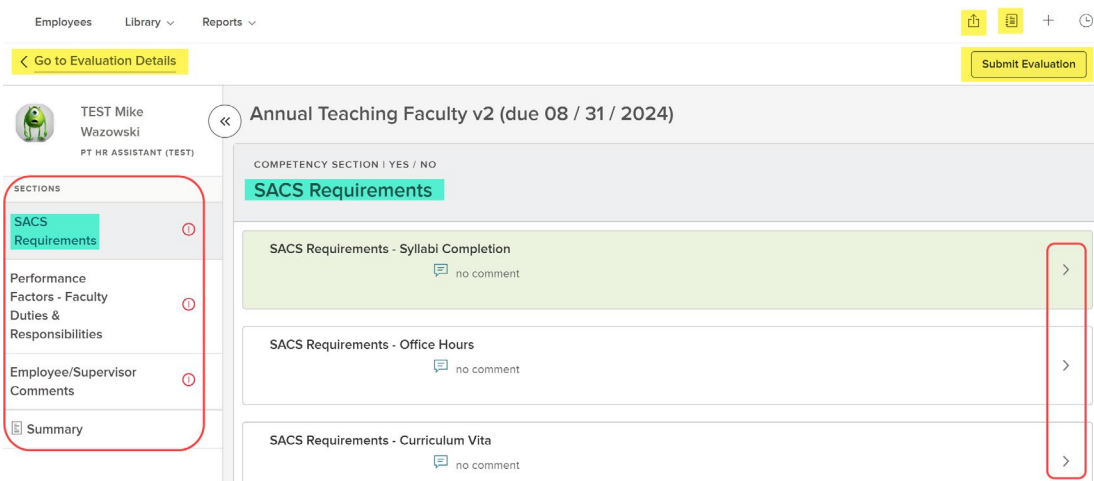 Employees Library Reports
Go to Evaluation Details
Submit Evaluation
TEST Mike
Wazowski
PT HR ASSISTANT (TEST)
Annual Teaching Faculty v2 (due 08 / 31 / 2024)
COMPETENCY SECTION | YES / NO
SACS Requirements
SECTIONS
SACS
Requirements
Performance
Factors - Faculty
Duties &
Responsibilities
Employee/Supervisor
Comments
Summary
SACS Requirements - Syllabi Completion
no comment
SACS Requirements - Office Hours
no comment
SACS Requirements - Curriculum Vita
no comment